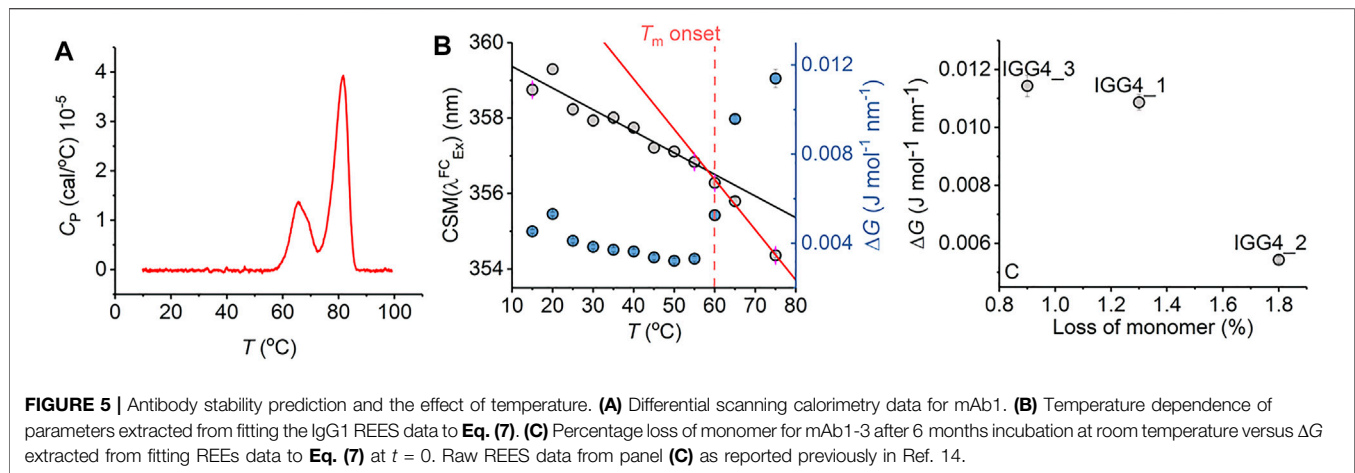 A
C_P (cal/ºC) 10⁻⁵
4
3
2
1
0
0 20 40 60 80 100
T (ºC)
B
T_m onset
CSM(λ^FC_Ex) (nm)
360
358
356
354
10 20 30 40 50 60 70 80
T (ºC)
0.012
0.008
0.004
ΔG (J mol⁻¹ nm⁻¹)
ΔG (J mol⁻¹ nm⁻¹)
0.012
0.010
0.008
0.006
IGG4_3
IGG4_1
IGG4_2
C
0.8 1.0 1.2 1.4 1.6 1.8
Loss of monomer (%)
FIGURE 5 | Antibody stability prediction and the effect of temperature. (A) Differential scanning calorimetry data for mAb1. (B) Temperature dependence of
parameters extracted from fitting the IgG1 REES data to Eq. (7). (C) Percentage loss of monomer for mAb1-3 after 6 months incubation at room temperature versus ΔG
extracted from fitting REEs data to Eq. (7) at t = 0. Raw REES data from panel (C) as reported previously in Ref. 14.